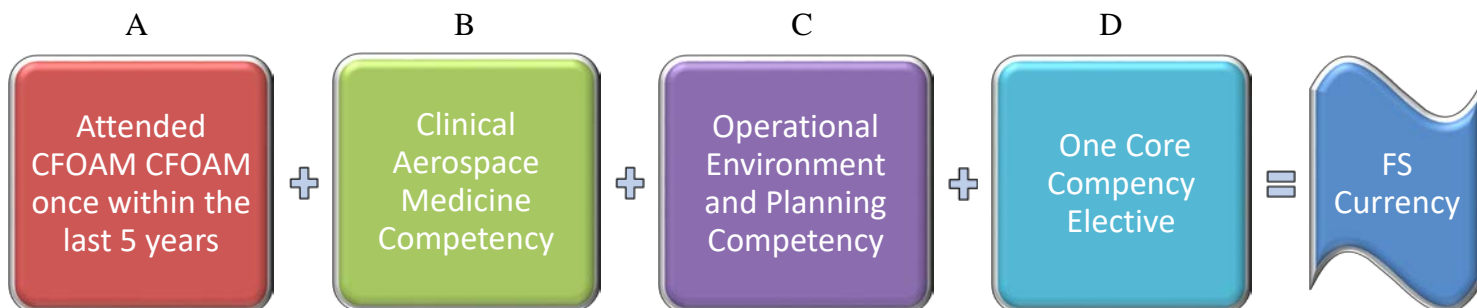 A
B
C
D
Attended
CFOAM CFOAM
once within the
last 5 years
+
Clinical
Aerospace
Medicine
Competency
+
Operational
Environment
and Planning
Competency
+
One Core
Compency
Elective
=
FS
Currency